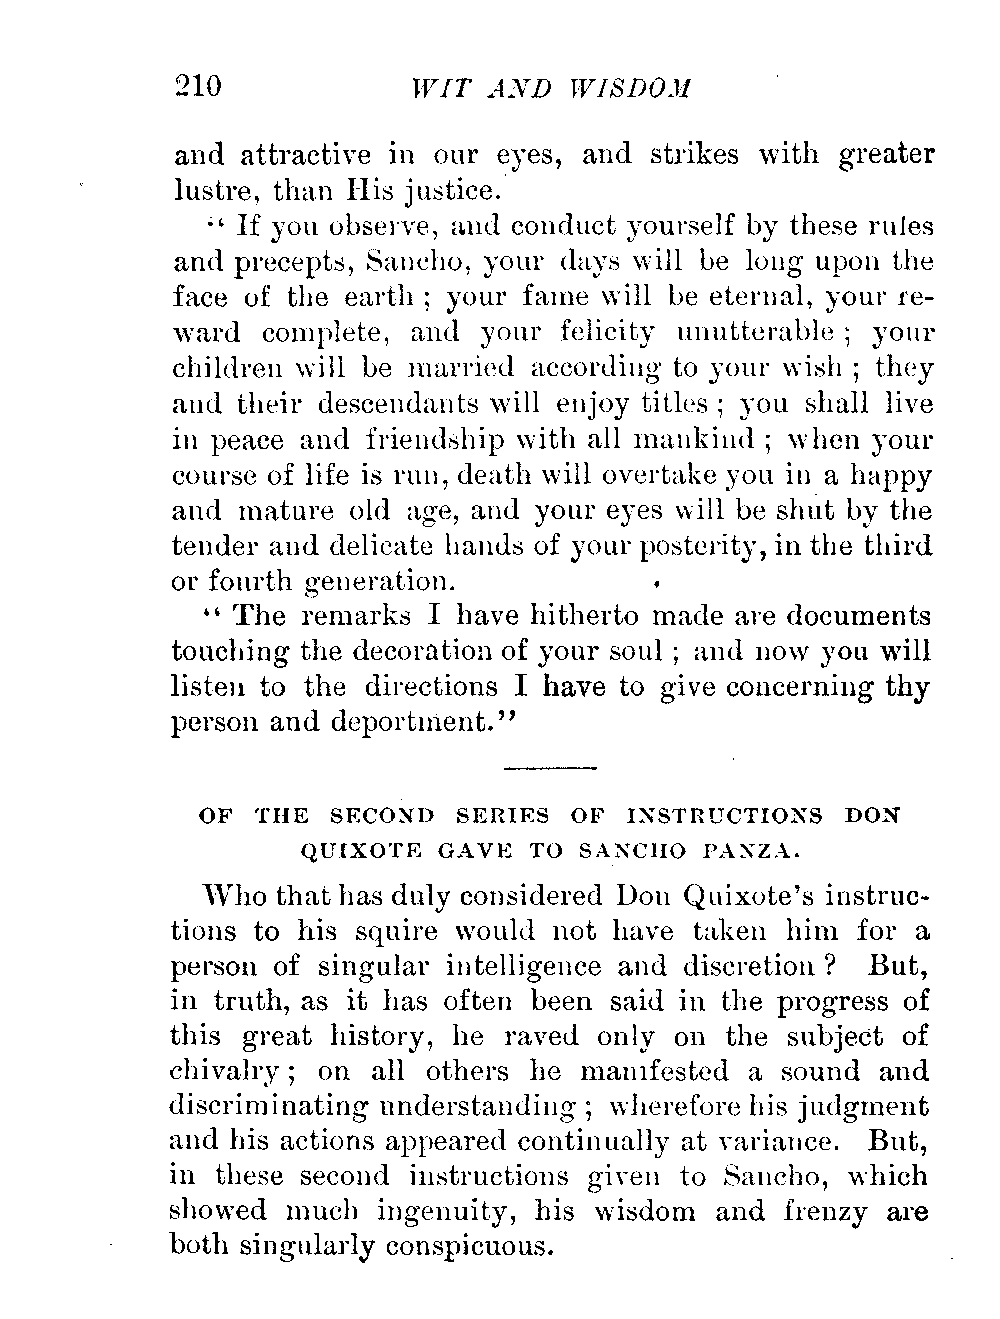 210 WIT AND WISDOM
and attractive in our eyes, and strikes with greater
lustre, than His justice.
“ If you observe, and conduct yourself by these rules
and precepts, Sancho, your days will be long upon the
face of the earth ; your fame will be eternal, your re-
ward complete, and your felicity unutterable ; your
children will be married according to your wish ; they
and their descendants will enjoy titles ; you shall live
in peace and friendship with all mankind ; when your
course of life is run, death will overtake you in a happy
and mature old age, and your eyes will be shut by the
tender and delicate hands of your posterity, in the third
or fourth generation.
“ The remarks I have hitherto made are documents
touching the decoration of your soul ; and now you will
listen to the directions I have to give concerning thy
person and deportment.”
OF THE SECOND SERIES OF INSTRUCTIONS DON
QUIXOTE GAVE TO SANCHO PANZA.
Who that has duly considered Don Quixote’s instruc-
tions to his squire would not have taken him for a
person of singular intelligence and discretion ? But,
in truth, as it has often been said in the progress of
this great history, he raved only on the subject of
chivalry ; on all others he manifested a sound and
discriminating understanding ; wherefore his judgment
and his actions appeared continually at variance. But,
in these second instructions given to Sancho, which
showed much ingenuity, his wisdom and frenzy are
both singularly conspicuous.